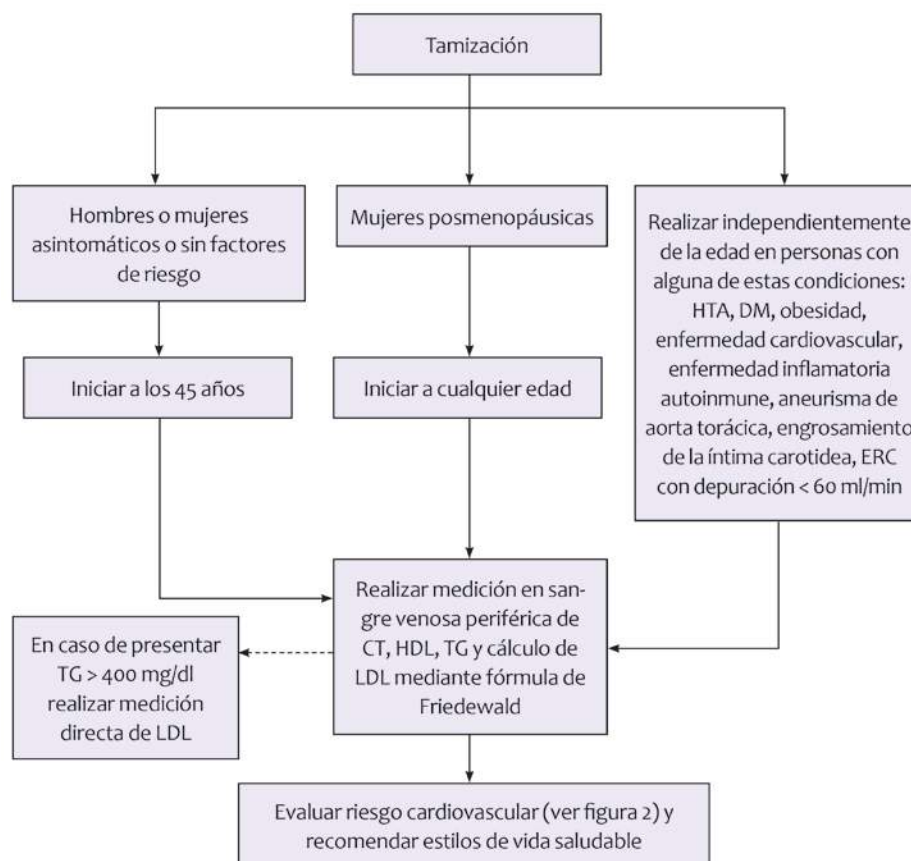 Tamización
Hombres o mujeres
asintomáticos o sin factores
de riesgo
Mujeres posmenopáusicas
Realizar independientemente
de la edad en personas con
alguna de estas condiciones:
HTA, DM, obesidad,
enfermedad cardiovascular,
enfermedad inflamatoria
autoinmune, aneurisma de
aorta torácica, engrosamiento
de la íntima carotidea, ERC
con depuración < 60 ml/min
Iniciar a los 45 años
Iniciar a cualquier edad
Realizar medición en san-
gre venosa periférica de
CT, HDL, TG y cálculo de
LDL mediante fórmula de
Friedewald
En caso de presentar
TG > 400 mg/dl
realizar medición
directa de LDL
Evaluar riesgo cardiovascular (ver figura 2) y
recomendar estilos de vida saludable